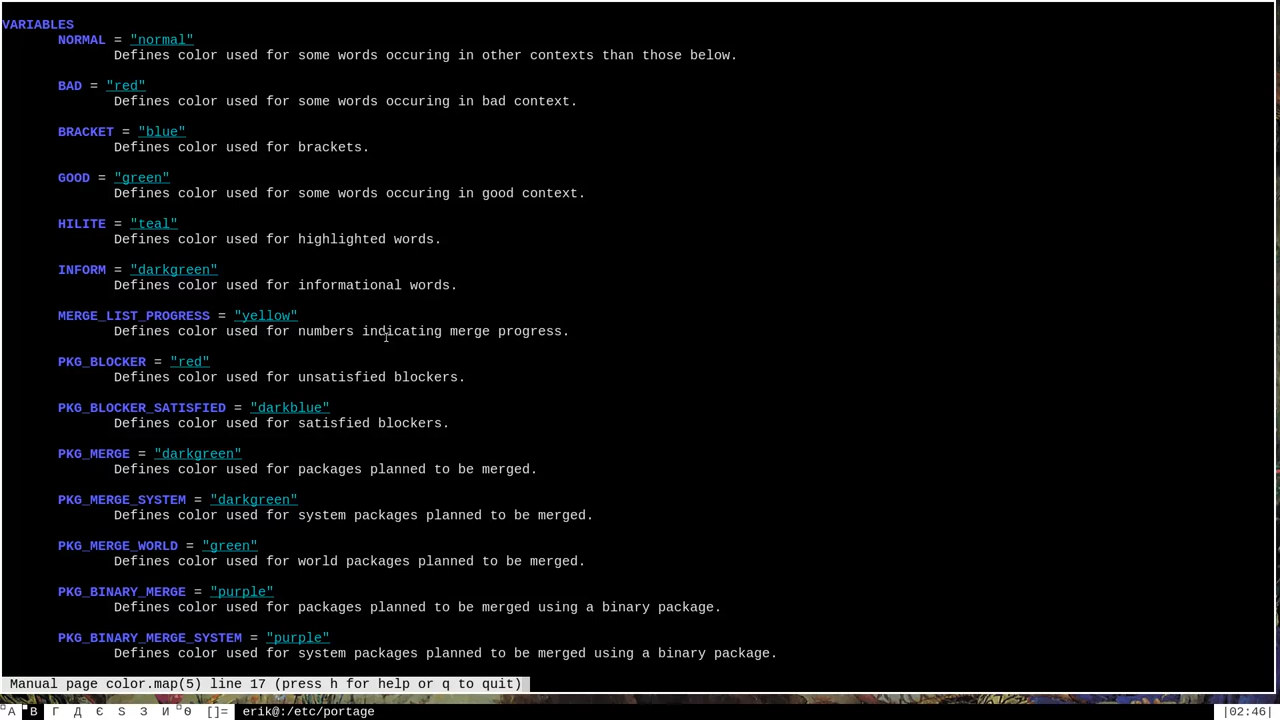 VARIABLES
NORMAL = "normal"
Defines color used for some words occuring in other contexts than those below.
BAD = "red"
Defines color used for some words occuring in bad context.
BRACKET = "blue"
Defines color used for brackets.
GOOD = "green"
Defines color used for some words occuring in good context.
HILITE = "teal"
Defines color used for highlighted words.
INFORM = "darkgreen"
Defines color used for informational words.
MERGE_LIST_PROGRESS = "yellow"
Defines color used for numbers indicating merge progress.
PKG_BLOCKER = "red"
Defines color used for unsatisfied blockers.
PKG_BLOCKER_SATISFIED = "darkblue"
Defines color used for satisfied blockers.
PKG_MERGE = "darkgreen"
Defines color used for packages planned to be merged.
PKG_MERGE_SYSTEM = "darkgreen"
Defines color used for system packages planned to be merged.
PKG_MERGE_WORLD = "green"
Defines color used for world packages planned to be merged.
PKG_BINARY_MERGE = "purple"
Defines color used for packages planned to be merged using a binary package.
PKG_BINARY_MERGE_SYSTEM = "purple"
Defines color used for system packages planned to be merged using a binary package.
Manual page color.map(5) line 17 (press h for help or q to quit)
А В Г Д Є Ѕ З И Ѳ []= erik@:/etc/portage |02:46|